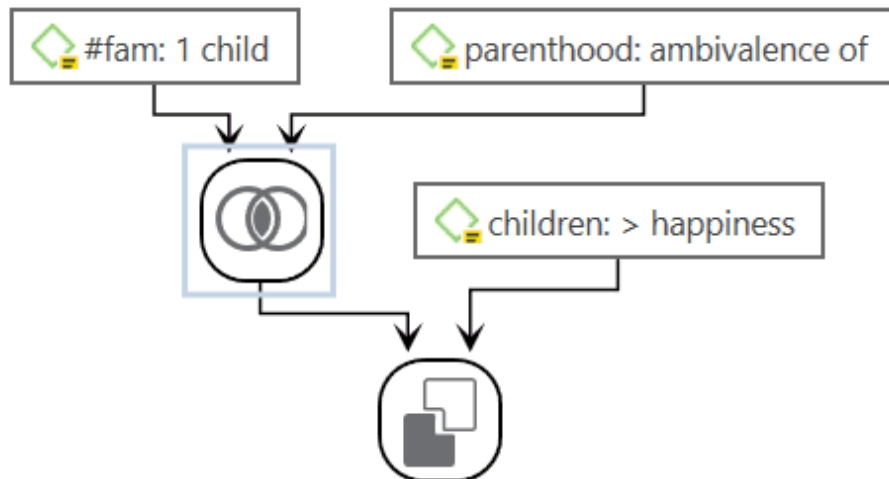 #fam: 1 child
parenthood: ambivalence of
children: > happiness